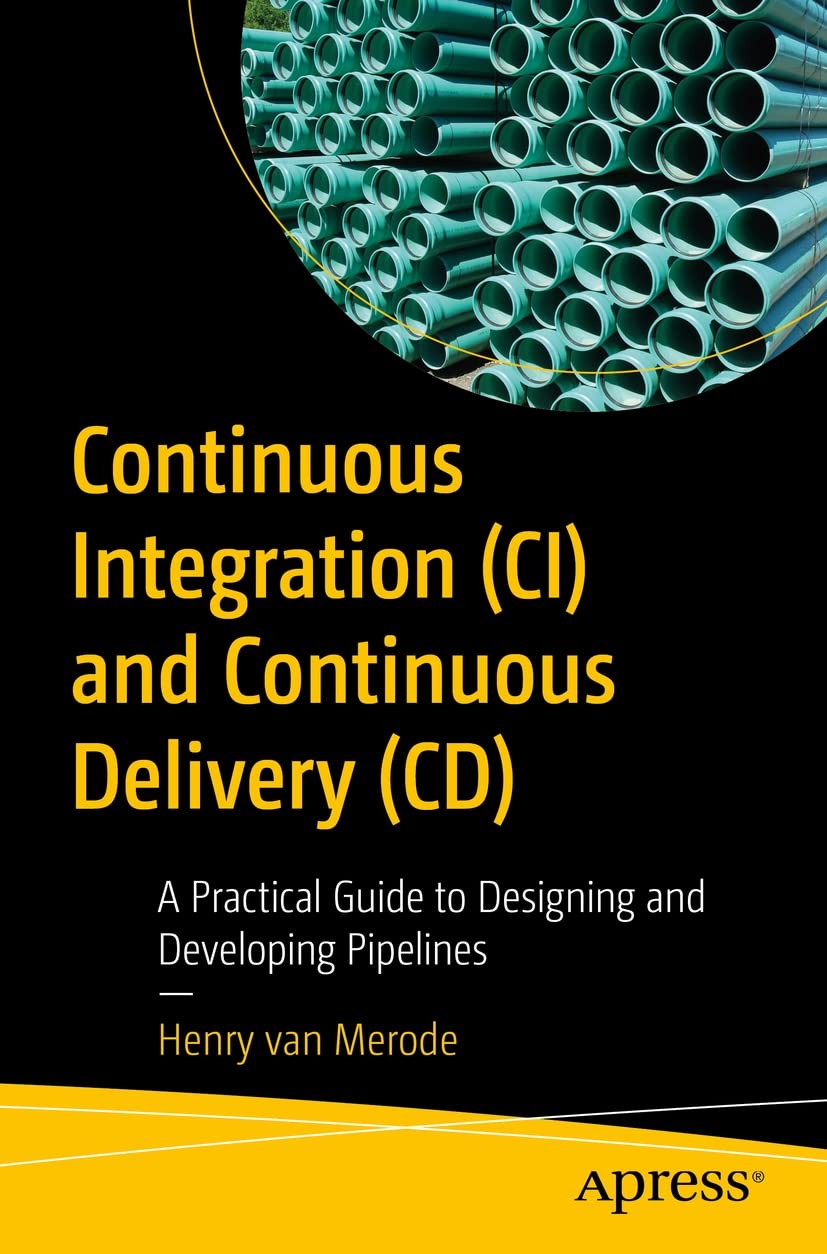 Continuous
Integration (CI)
and Continuous
Delivery (CD)
A Practical Guide to Designing and
Developing Pipelines
—
Henry van Merode
Apress®